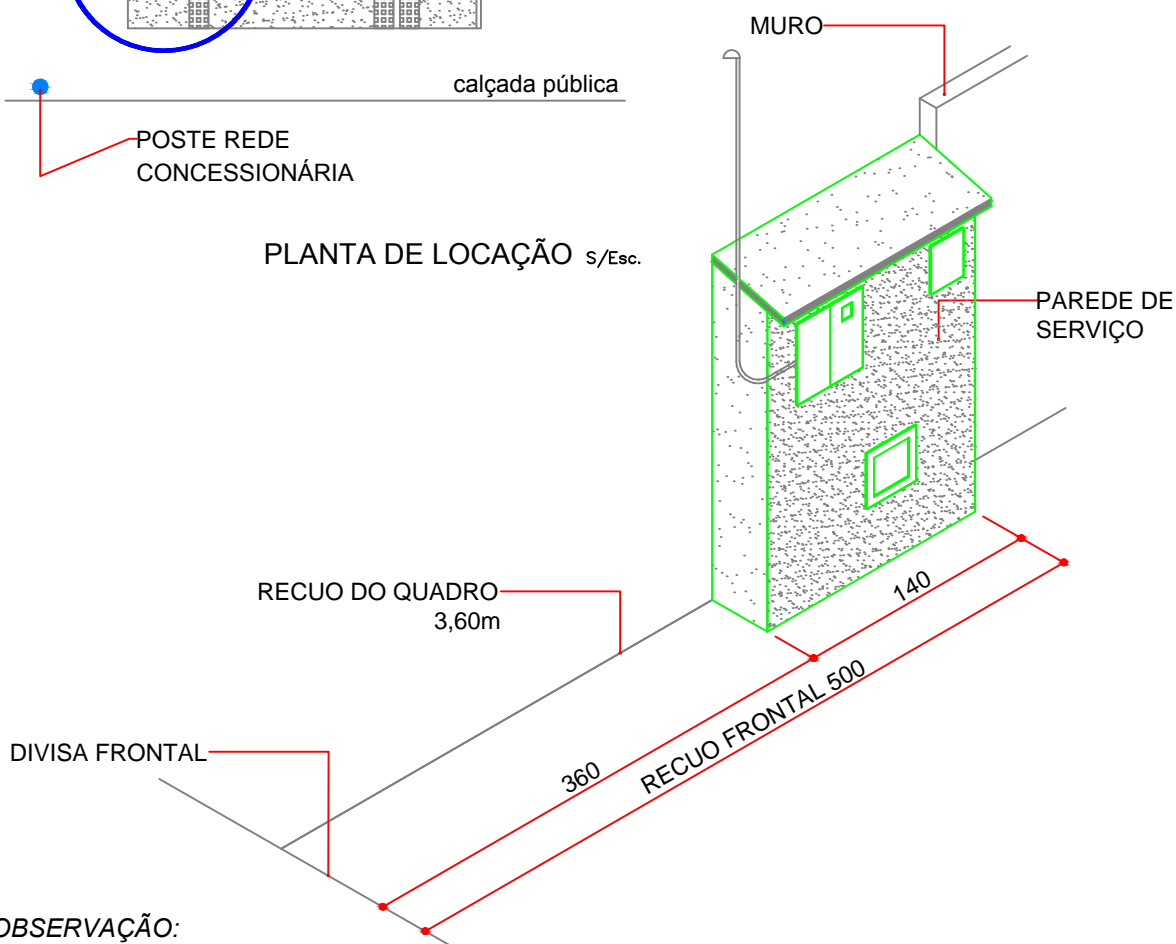 MURO
calçada pública
POSTE REDE
CONCESSIONÁRIA
PLANTA DE LOCAÇÃO S/Esc.
PAREDE DE
SERVIÇO
RECUO DO QUADRO
3,60m
140
RECUO FRONTAL 500
360
DIVISA FRONTAL
OBSERVAÇÃO: